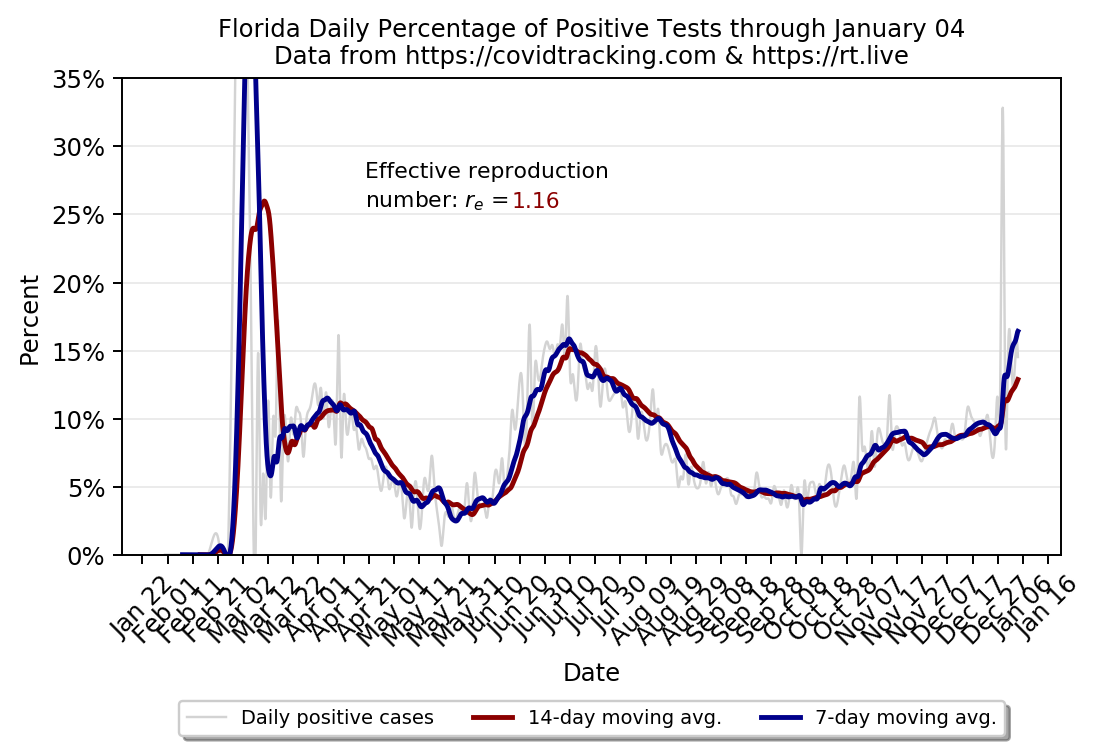 Florida Daily Percentage of Positive Tests through January 04
Data from https://covidtracking.com & https://rt.live
35%
30%
25%
20%
15%
10%
5%
0%
Percent
Effective reproduction
number: rₑ = 1.16
Jan 22
Feb 01
Feb 11
Feb 21
Mar 02
Mar 12
Mar 22
Apr 01
Apr 11
Apr 21
May 01
May 11
May 21
May 31
Jun 10
Jun 20
Jun 30
Jul 10
Jul 20
Jul 30
Aug 09
Aug 19
Aug 29
Sep 08
Sep 18
Sep 28
Oct 08
Oct 18
Oct 28
Nov 07
Nov 17
Nov 27
Dec 07
Dec 17
Dec 27
Jan 06
Jan 16
Date
Daily positive cases
14-day moving avg.
7-day moving avg.